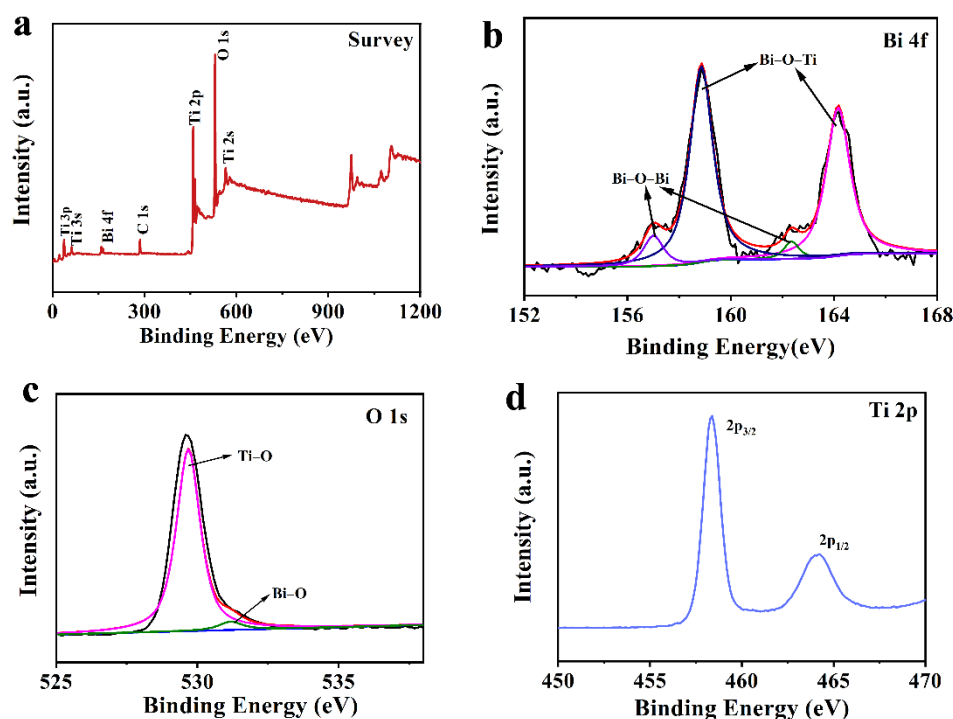 a
Survey
Intensity (a.u.)
Ti 3p
Ti 3s
Bi 4f
C 1s
Ti 2p
O 1s
Ti 2s
0 300 600 900 1200
Binding Energy (eV)
b
Bi 4f
Intensity (a.u.)
Bi–O–Ti
Bi–O–Bi
152 156 160 164 168
Binding Energy(eV)
c
O 1s
Intensity (a.u.)
Ti–O
Bi–O
525 530 535
Binding Energy (eV)
d
Ti 2p
Intensity (a.u.)
2p3/2
2p1/2
450 455 460 465 470
Binding Energy (eV)